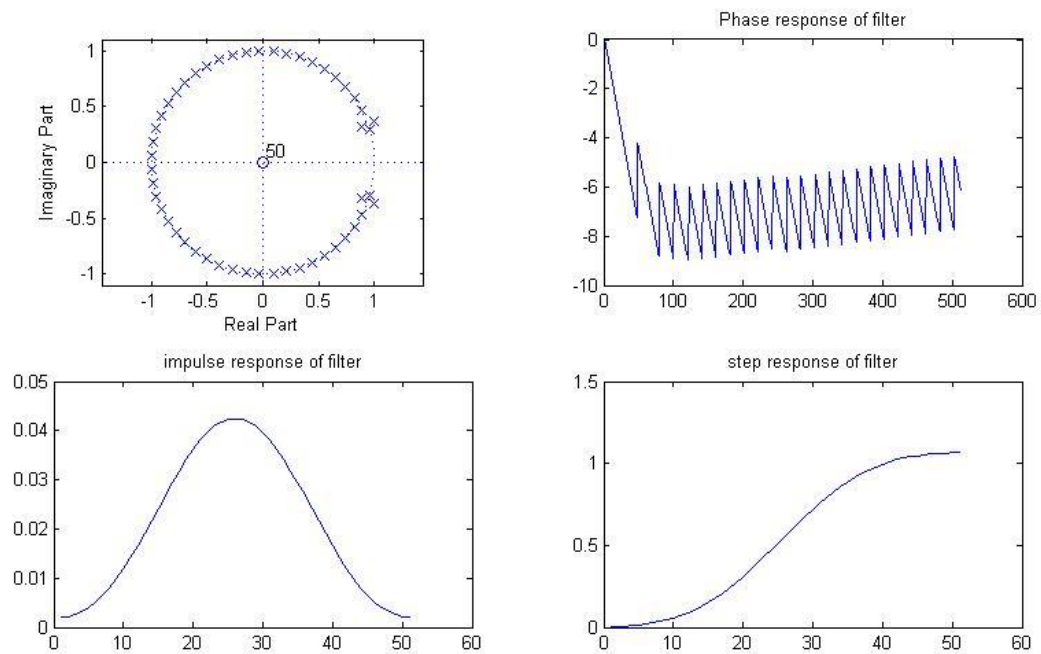 1
0.5
0
-0.5
-1
Imaginary Part
50
-1 -0.5 0 0.5 1
Real Part
Phase response of filter
0
-2
-4
-6
-8
-10
0 100 200 300 400 500 600
impulse response of filter
0.05
0.04
0.03
0.02
0.01
0
0 10 20 30 40 50 60
step response of filter
1.5
1
0.5
0
0 10 20 30 40 50 60